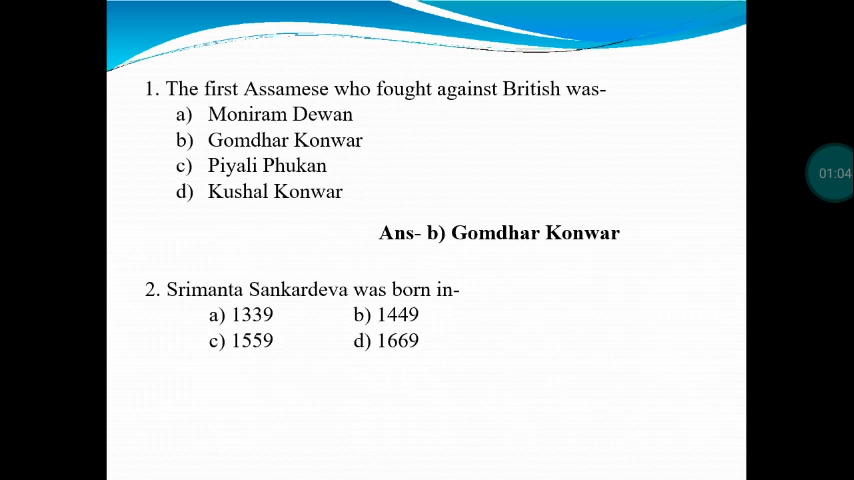 1. The first Assamese who fought against British was-
a) Moniram Dewan
b) Gomdhar Konwar
c) Piyali Phukan
d) Kushal Konwar
Ans- b) Gomdhar Konwar
2. Srimanta Sankardeva was born in-
a) 1339 b) 1449
c) 1559 d) 1669
01:04